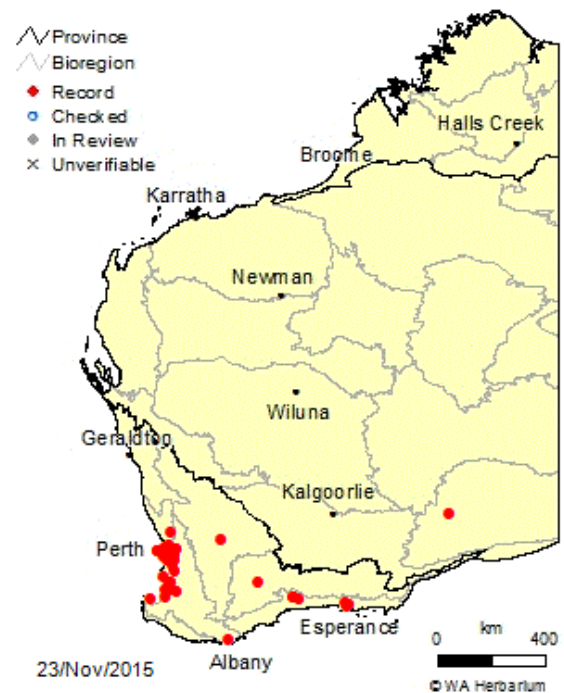 Province
Bioregion
Record
Checked
In Review
Unverifiable
Halls Creek
Broome
Karratha
Newman
Wiluna
Geraldton
Kalgoorlie
Perth
Esperance
Albany
km
0 400
23/Nov/2015
© WA Herbarium